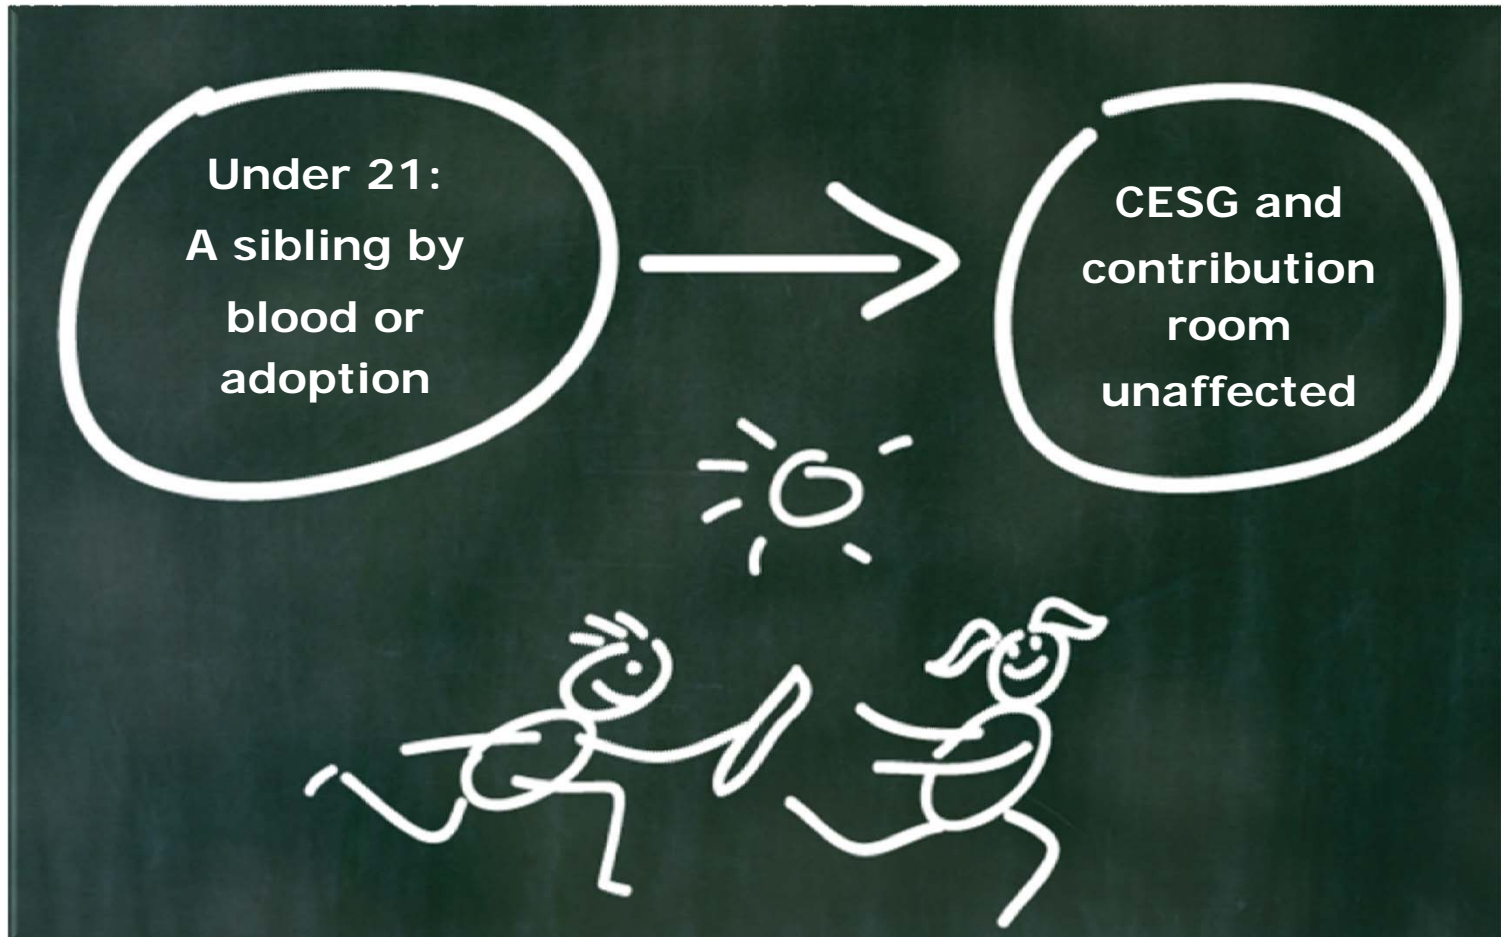 Under 21:
A sibling by
blood or
adoption
CESG and
contribution
room
unaffected